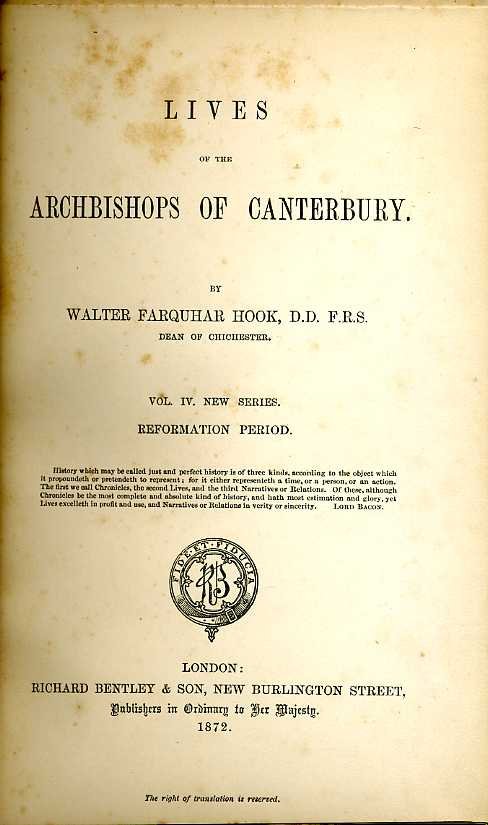 LIVES
OF THE
ARCHBISHOPS OF CANTERBURY.
BY
WALTER FARQUHAR HOOK, D.D. F.R.S.
DEAN OF CHICHESTER.
VOL. IV. NEW SERIES.
REFORMATION PERIOD.
History which may be called just and perfect history is of three kinds, according to the object which
it propoundeth or pretendeth to represent; for it either representeth a time, or a person, or an action.
The first we call Chronicles, the second Lives, and the third Narratives or Relations. Of these, although
Chronicles be the most complete and absolute kind of history, and hath most estimation and glory, yet
Lives excelleth in profit and use, and Narratives or Relations in verity or sincerity. LORD BACON.
FIDE·ET·FIDUCIA
RB
LONDON:
RICHARD BENTLEY & SON, NEW BURLINGTON STREET,
Publishers in Ordinary to Her Majesty.
1872.
The right of translation is reserved.